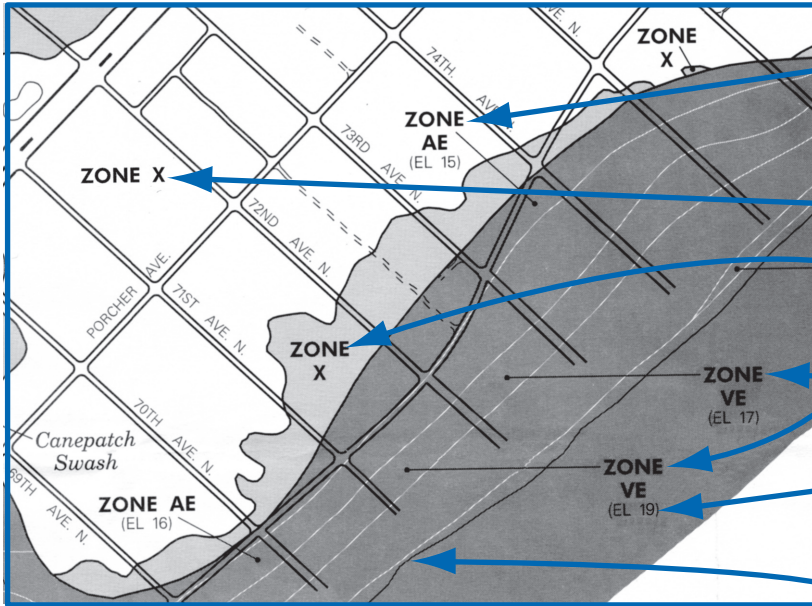 AVE. N.
ZONE
X
74TH. AVE. N.
ZONE
AE
(EL 15)
73RD AVE. N.
ZONE X
72ND AVE. N.
PORCHER AVE.
71ST AVE. N.
ZONE
X
ZONE
VE
(EL 17)
70TH AVE. N.
Canepatch
Swash
ZONE
VE
(EL 19)
69TH AVE. N.
ZONE AE
(EL 16)